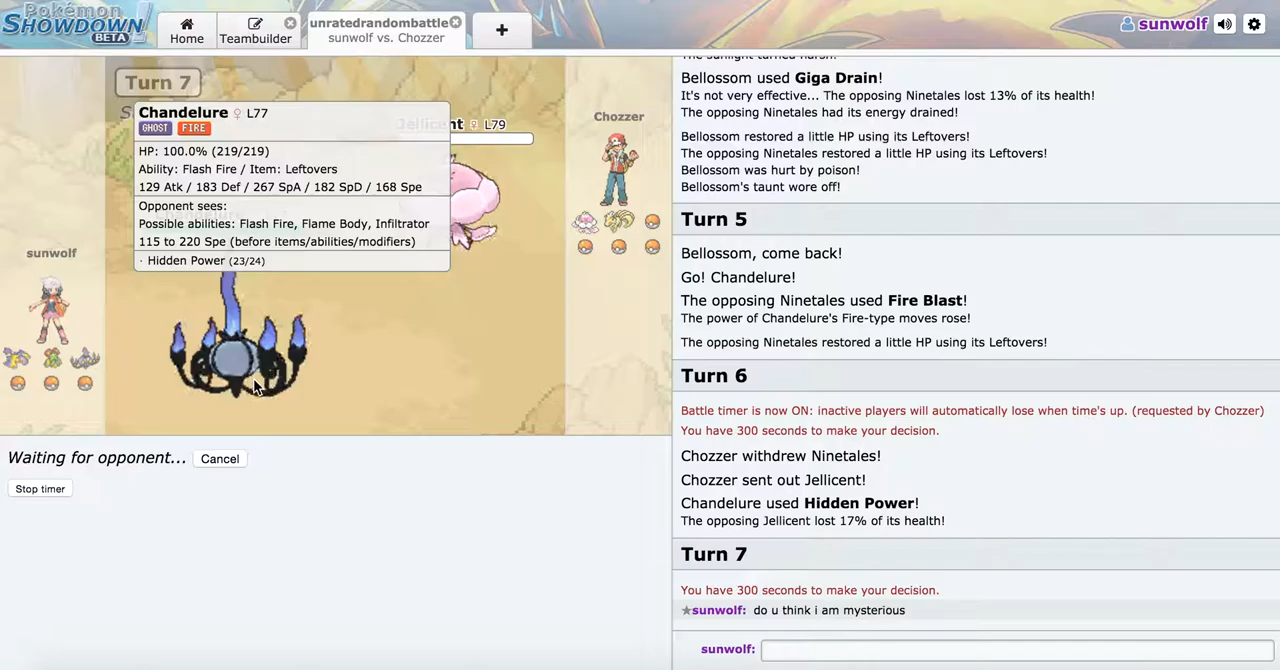 Pokémon
SHOWDOWN
BETA
Home
Teambuilder
unratedrandombattle
sunwolf vs. Chozzer
+
sunwolf
Turn 7
Chandelure ♀ L77
GHOST FIRE
HP: 100.0% (219/219)
Ability: Flash Fire / Item: Leftovers
129 Atk / 183 Def / 267 SpA / 182 SpD / 168 Spe
Opponent sees:
Possible abilities: Flash Fire, Flame Body, Infiltrator
115 to 220 Spe (before items/abilities/modifiers)
· Hidden Power (23/24)
Jellicent ♀ L79
Chozzer
sunwolf
Waiting for opponent... Cancel
Stop timer
The sunlight turned harsh!
Bellossom used Giga Drain!
It's not very effective... The opposing Ninetales lost 13% of its health!
The opposing Ninetales had its energy drained!
Bellossom restored a little HP using its Leftovers!
The opposing Ninetales restored a little HP using its Leftovers!
Bellossom was hurt by poison!
Bellossom's taunt wore off!
Turn 5
Bellossom, come back!
Go! Chandelure!
The opposing Ninetales used Fire Blast!
The power of Chandelure's Fire-type moves rose!
The opposing Ninetales restored a little HP using its Leftovers!
Turn 6
Battle timer is now ON: inactive players will automatically lose when time's up. (requested by Chozzer)
You have 300 seconds to make your decision.
Chozzer withdrew Ninetales!
Chozzer sent out Jellicent!
Chandelure used Hidden Power!
The opposing Jellicent lost 17% of its health!
Turn 7
You have 300 seconds to make your decision.
★sunwolf: do u think i am mysterious
sunwolf: